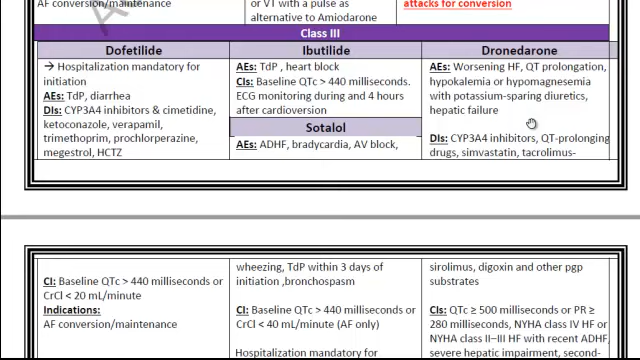 AF conversion/maintenance
or VT with a pulse as
alternative to Amiodarone
attacks for conversion
Class III
Dofetilide
→ Hospitalization mandatory for
initiation
AEs: TdP, diarrhea
DIs: CYP3A4 inhibitors & cimetidine,
ketoconazole, verapamil,
trimethoprim, prochlorperazine,
megestrol, HCTZ
Ibutilide
AEs: TdP , heart block
CIs: Baseline QTc > 440 milliseconds.
ECG monitoring during and 4 hours
after cardioversion
Sotalol
AEs: ADHF, bradycardia, AV block,
Dronedarone
AEs: Worsening HF, QT prolongation,
hypokalemia or hypomagnesemia
with potassium-sparing diuretics,
hepatic failure
DIs: CYP3A4 inhibitors, QT-prolonging
drugs, simvastatin, tacrolimus-
CI: Baseline QTc > 440 milliseconds or
CrCl < 20 mL/minute
Indications:
AF conversion/maintenance
wheezing, TdP within 3 days of
initiation ,bronchospasm
CI: Baseline QTc > 440 milliseconds or
CrCl < 40 mL/minute (AF only)
Hospitalization mandatory for
sirolimus, digoxin and other pgp
substrates
CIs: QTc ≥ 500 milliseconds or PR ≥
280 milliseconds, NYHA class IV HF or
NYHA class II–III HF with recent ADHF,
severe hepatic impairment, second-